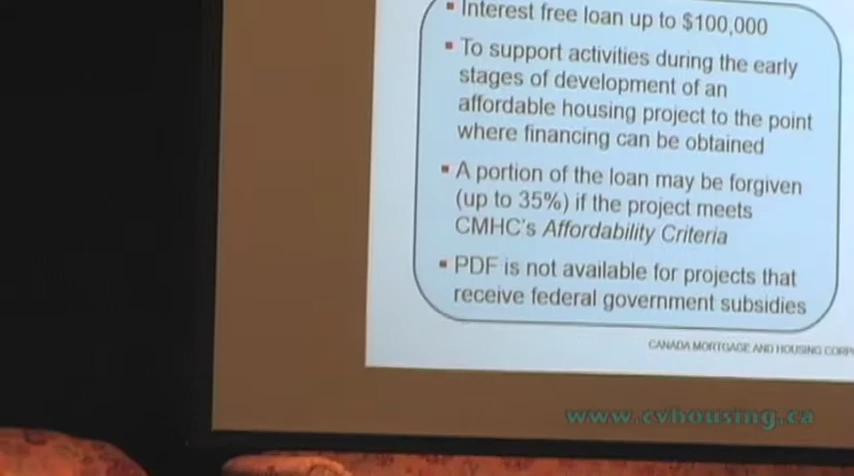 ▪ Interest free loan up to $100,000
▪ To support activities during the early
stages of development of an
affordable housing project to the point
where financing can be obtained
▪ A portion of the loan may be forgiven
(up to 35%) if the project meets
CMHC's Affordability Criteria
▪ PDF is not available for projects that
receive federal government subsidies
CANADA MORTGAGE AND HOUSING
www.cvhousing.ca